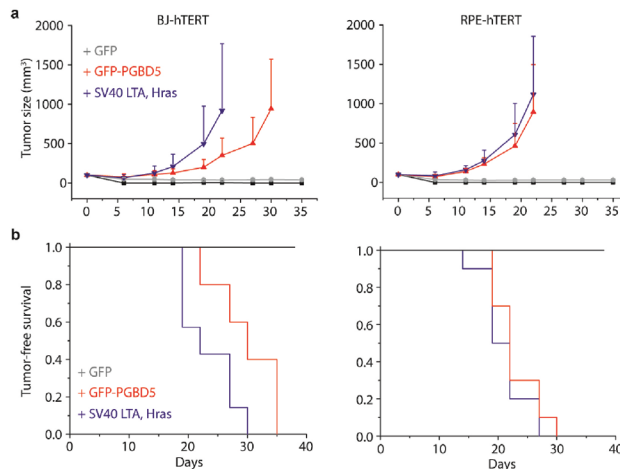 a
BJ-hTERT
RPE-hTERT
Tumor size (mm³)
2000
1500
1000
500
0
+ GFP
+ GFP-PGBD5
+ SV40 LTA, Hras
0 5 10 15 20 25 30 35
2000
1500
1000
500
0
0 5 10 15 20 25 30 35
b
Tumor-free survival
1.0
0.8
0.6
0.4
0.2
0.0
+ GFP
+ GFP-PGBD5
+ SV40 LTA, Hras
0 10 20 30 40
Days
1.0
0.8
0.6
0.4
0.2
0.0
0 10 20 30 40
Days